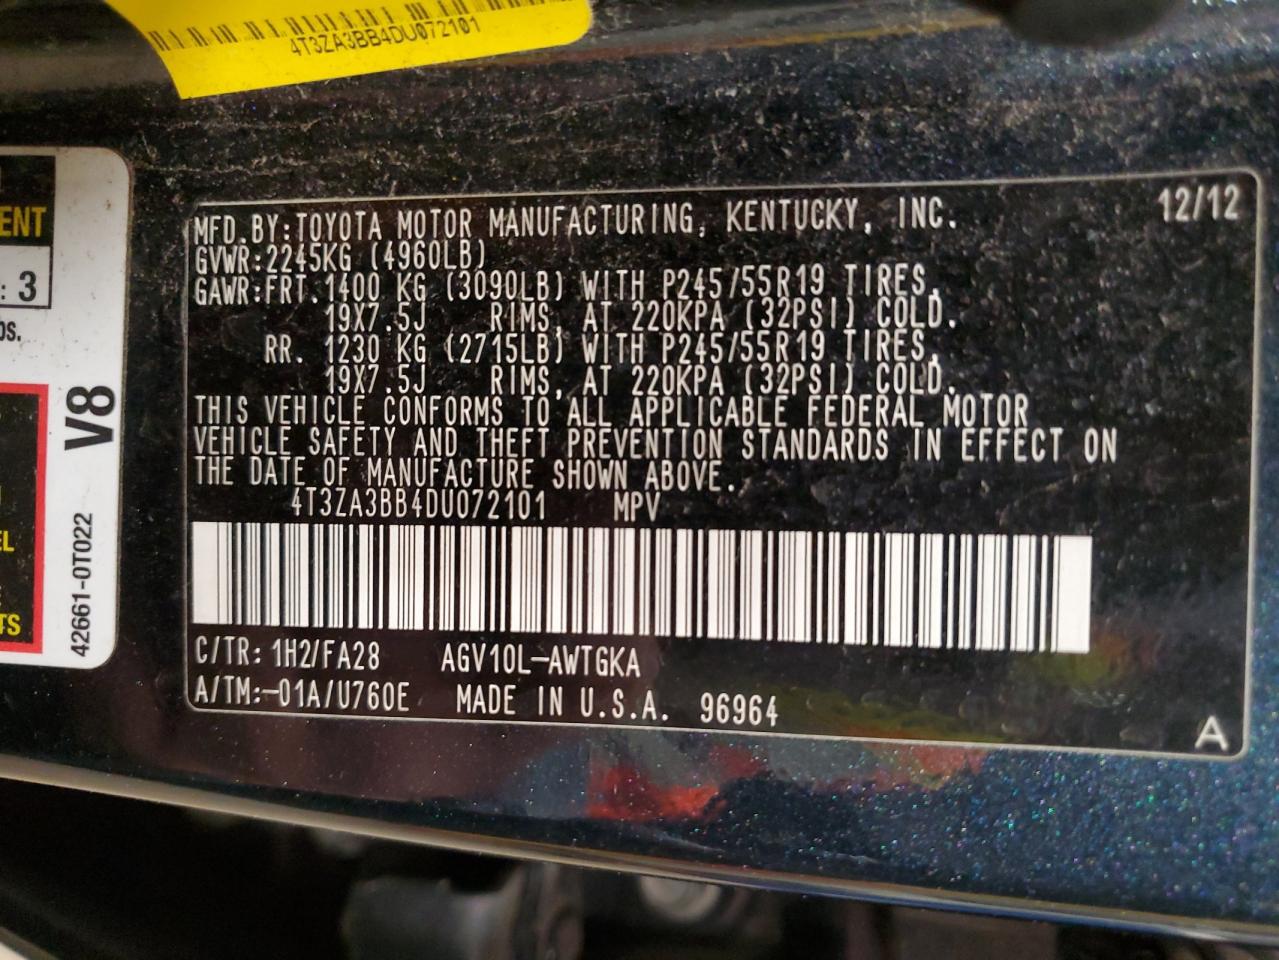 4T3ZA3BB4DU072101
ENT
: 3
V8
42661-0T022
EL
TS
12/12
MFD.BY:TOYOTA MOTOR MANUFACTURING, KENTUCKY, INC.
GVWR:2245KG (4960LB)
GAWR:FRT.1400 KG (3090LB) WITH P245/55R19 TIRES,
19X7.5J RIMS, AT 220KPA (32PSI) COLD.
RR. 1230 KG (2715LB) WITH P245/55R19 TIRES,
19X7.5J RIMS, AT 220KPA (32PSI) COLD.
THIS VEHICLE CONFORMS TO ALL APPLICABLE FEDERAL MOTOR
VEHICLE SAFETY AND THEFT PREVENTION STANDARDS IN EFFECT ON
THE DATE OF MANUFACTURE SHOWN ABOVE.
4T3ZA3BB4DU072101 MPV
C/TR: 1H2/FA28 AGV10L-AWTGKA
A/TM:-01A/U760E MADE IN U.S.A. 96964
A